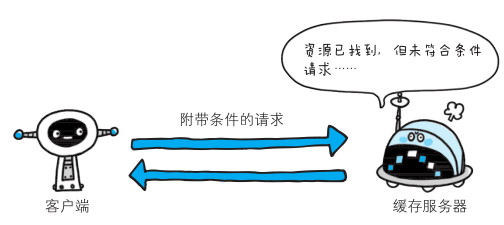 资源已找到，但未符合条件
请求……
附带条件的请求
客户端
缓存服务器